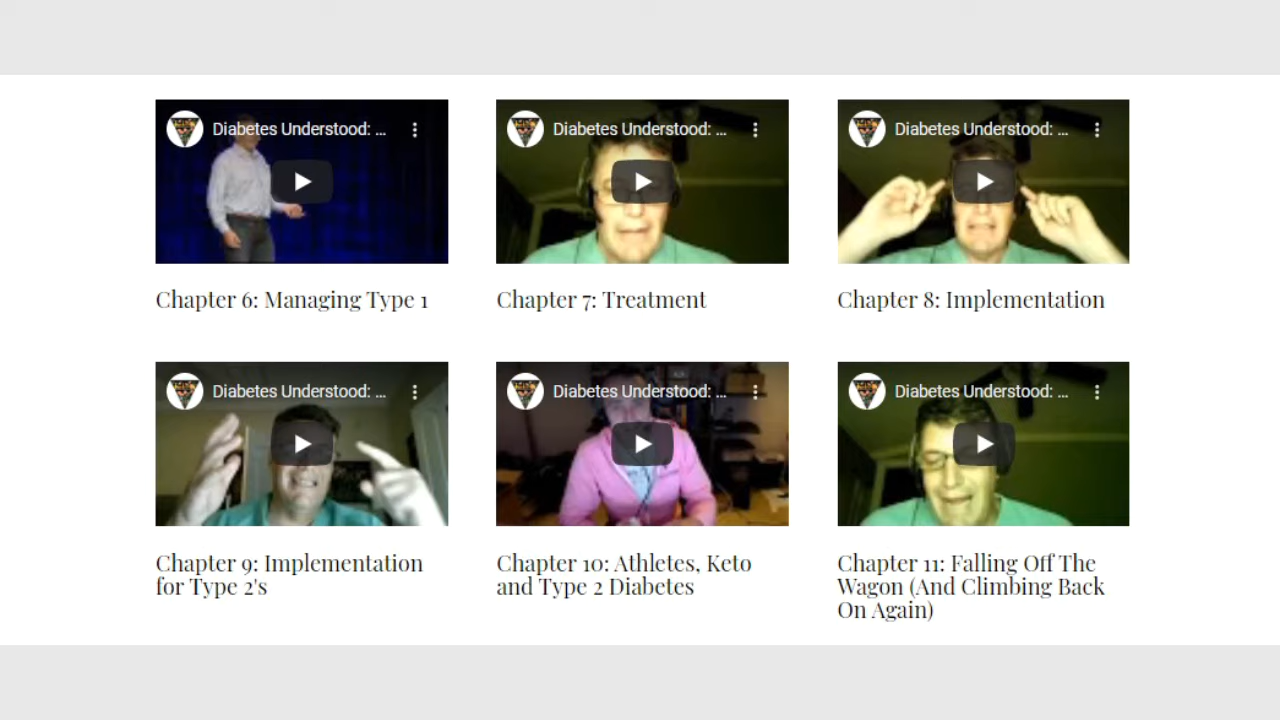 Diabetes Understood: ...
Diabetes Understood: ...
Diabetes Understood: ...
Chapter 6: Managing Type 1
Chapter 7: Treatment
Chapter 8: Implementation
Diabetes Understood: ...
Diabetes Understood: ...
Diabetes Understood: ...
Chapter 9: Implementation
for Type 2's
Chapter 10: Athletes, Keto
and Type 2 Diabetes
Chapter 11: Falling Off The
Wagon (And Climbing Back
On Again)